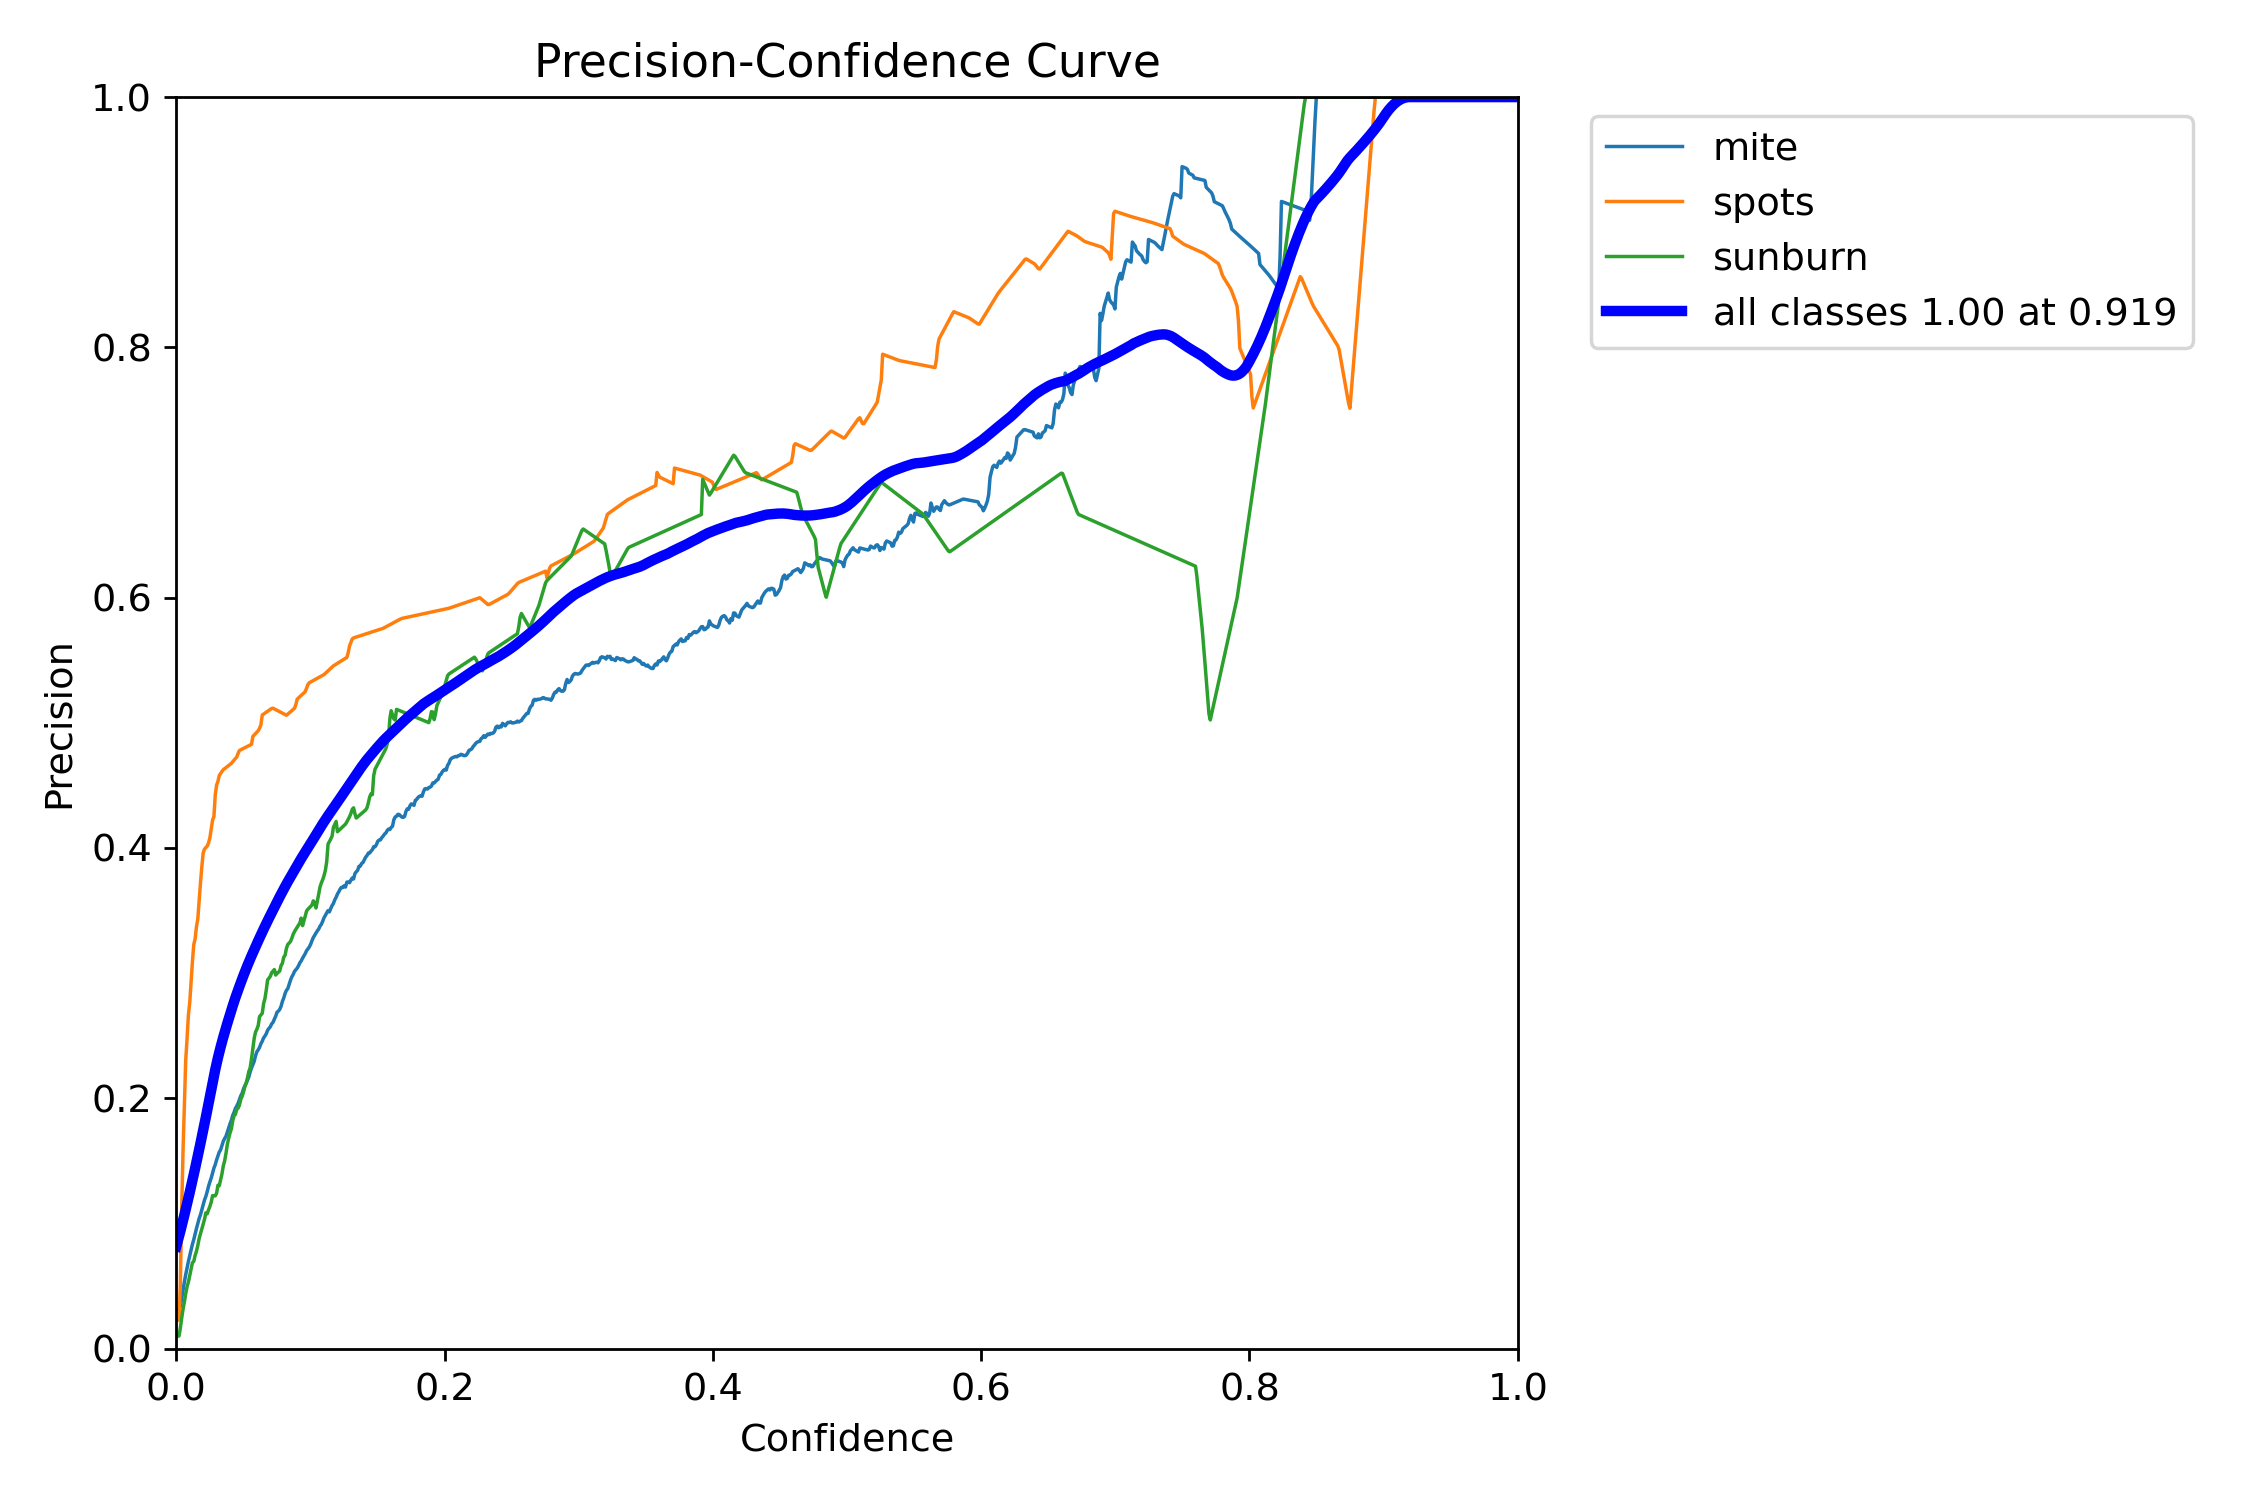 Precision-Confidence Curve
1.0
0.8
0.6
0.4
0.2
0.0
Precision
0.0 0.2 0.4 0.6 0.8 1.0
Confidence
mite
spots
sunburn
all classes 1.00 at 0.919